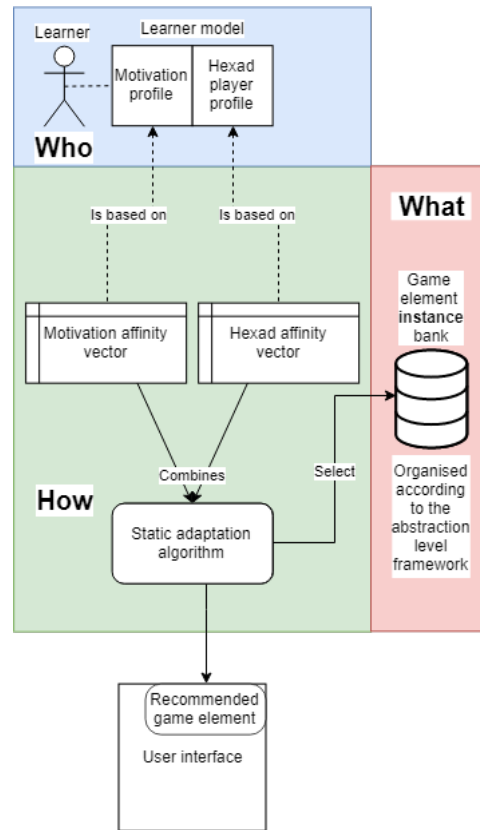 Learner
Learner model
Motivation
profile
Hexad
player
profile
Who
Is based on
Is based on
What
Game
element
instance
bank
Motivation affinity
vector
Hexad affinity
vector
Combines
Select
How
Static adaptation
algorithm
Organised
according
to the
abstraction
level
framework
Recommended
game element
User interface